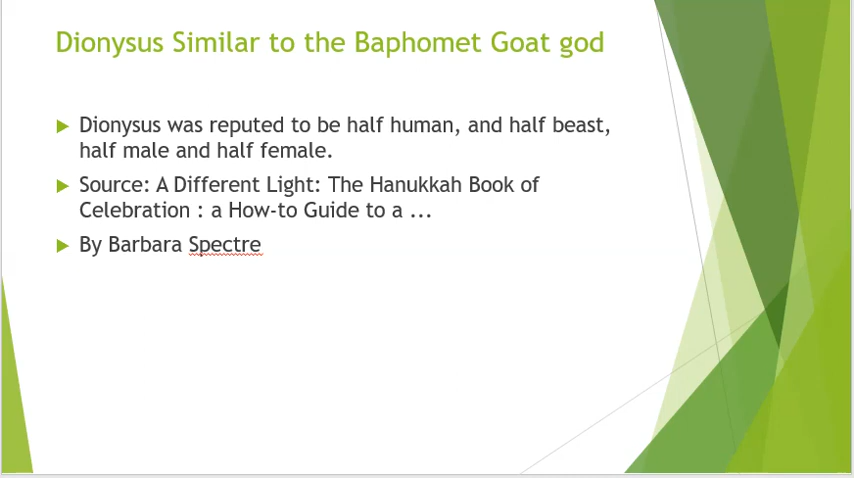 Dionysus Similar to the Baphomet Goat god
Dionysus was reputed to be half human, and half beast,
half male and half female.
Source: A Different Light: The Hanukkah Book of
Celebration : a How-to Guide to a ...
By Barbara Spectre